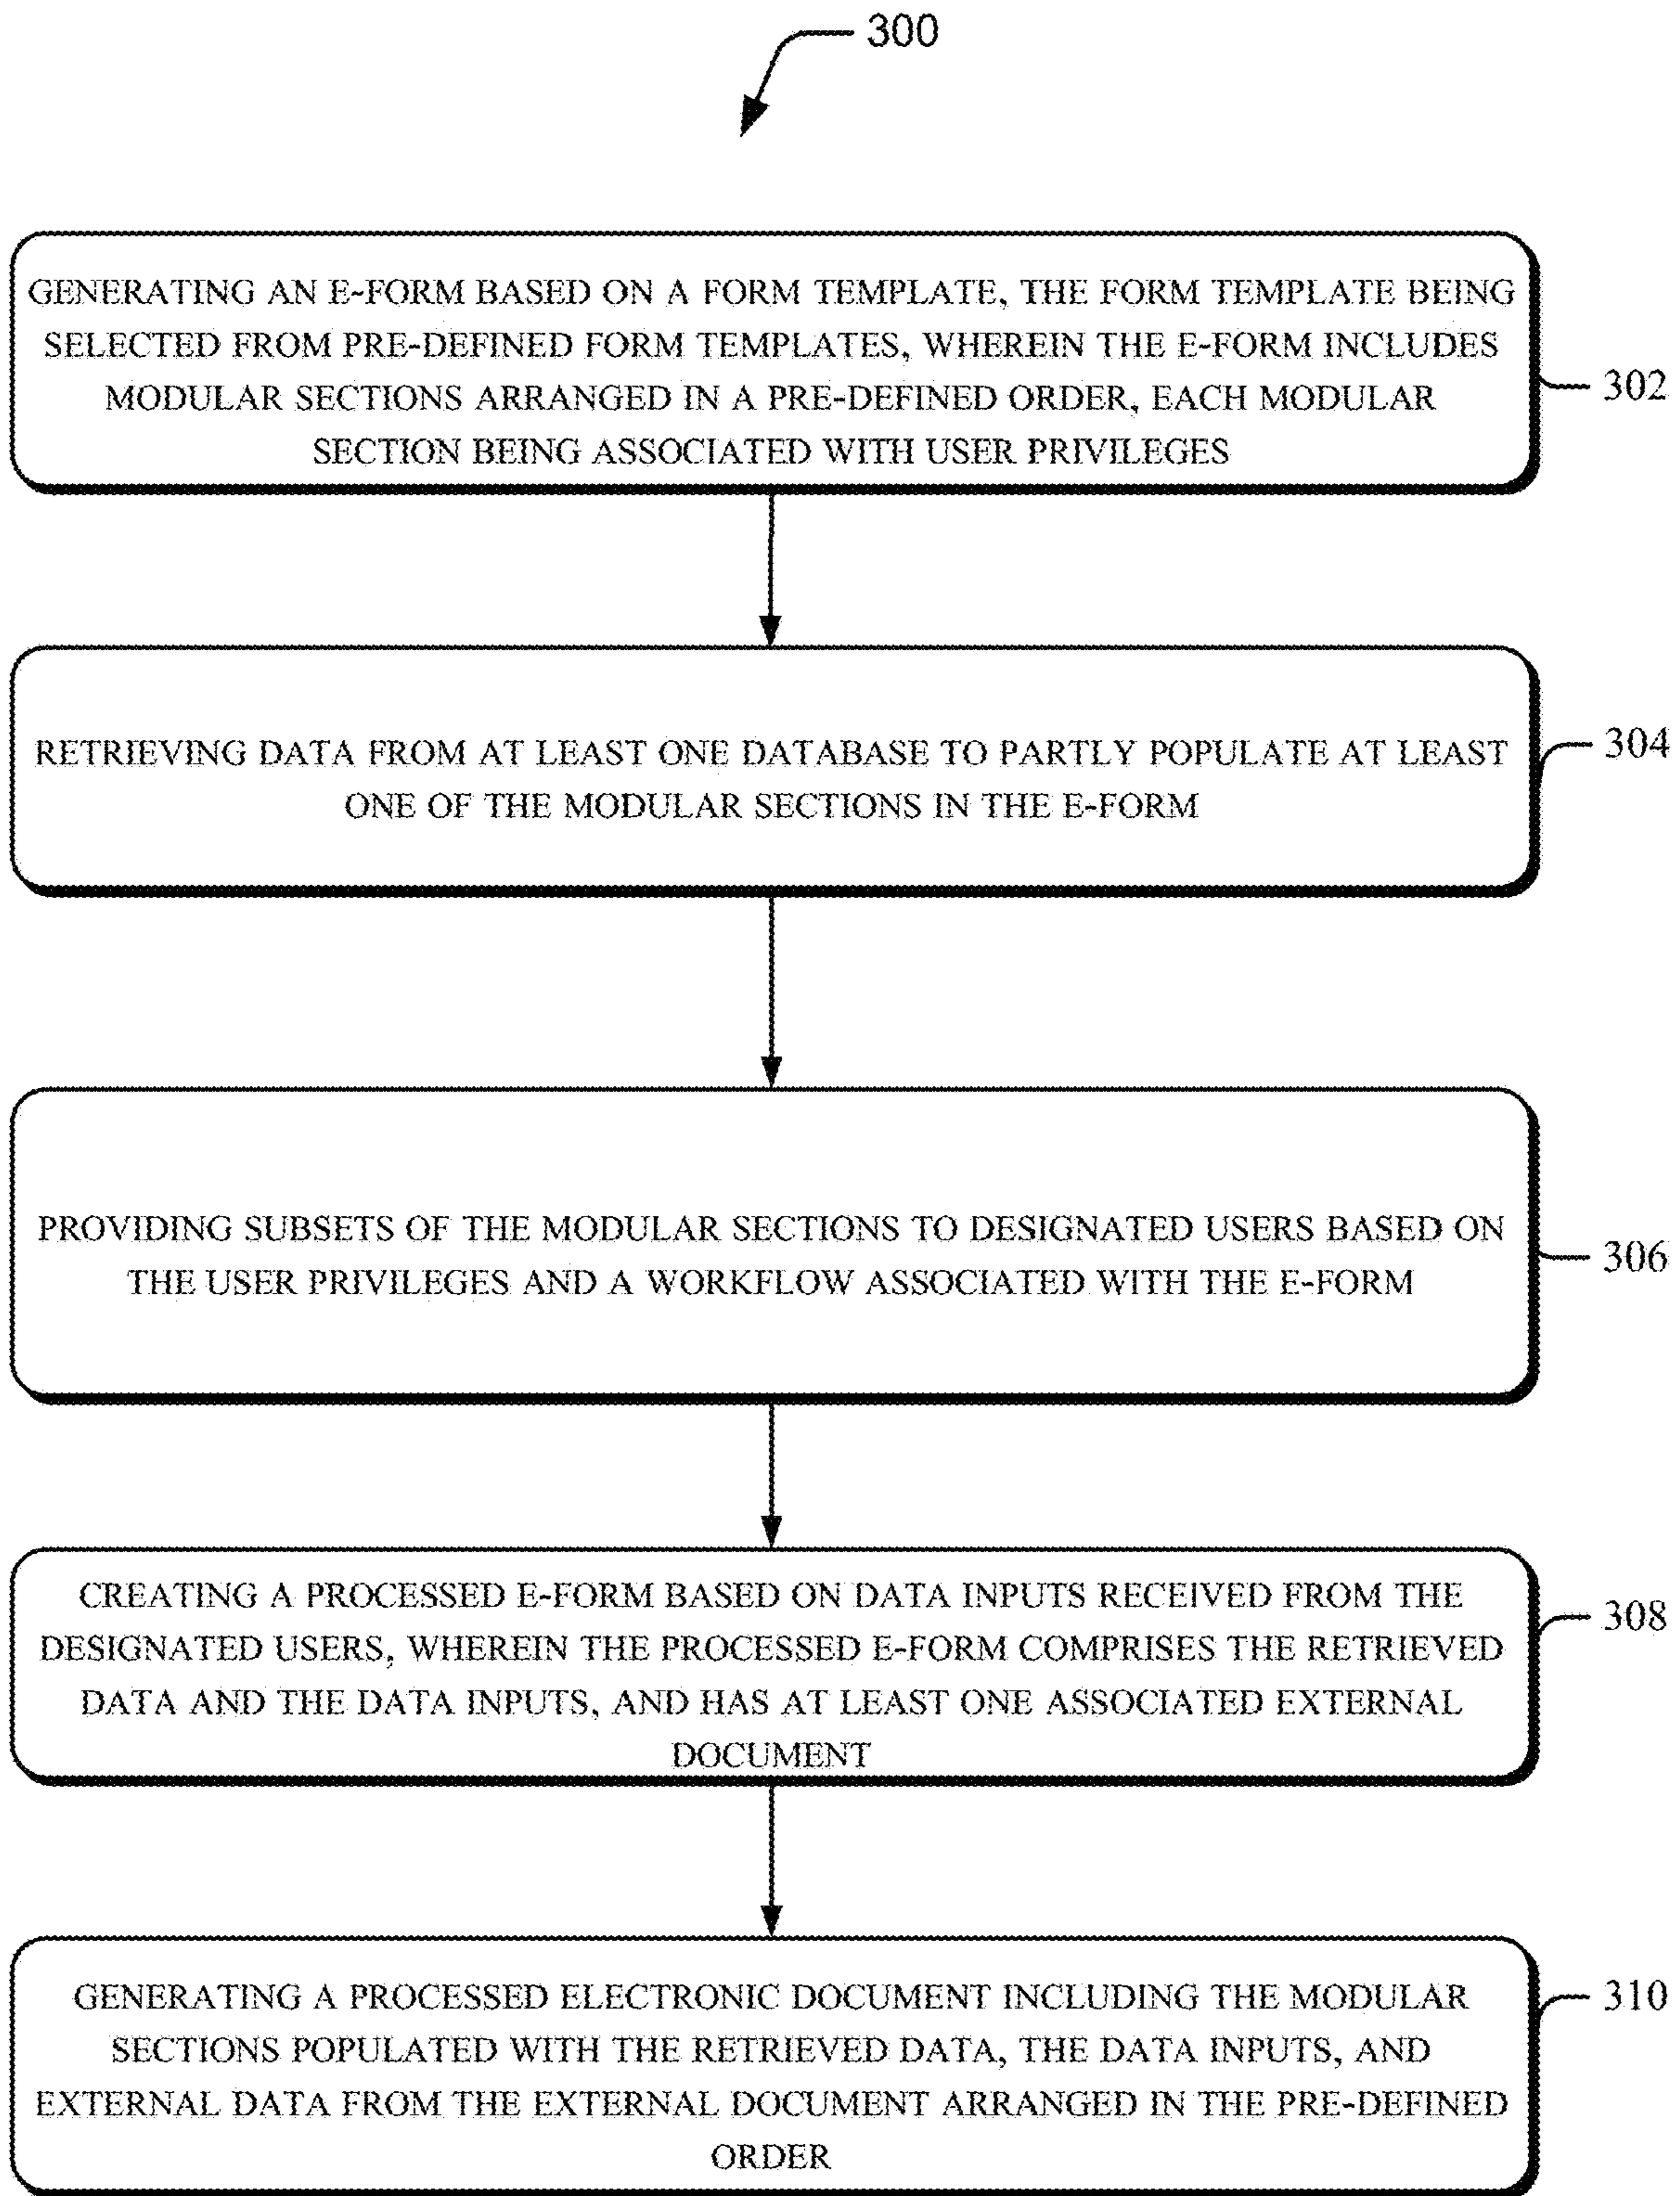 300
GENERATING AN E-FORM BASED ON A FORM TEMPLATE, THE FORM TEMPLATE BEING
SELECTED FROM PRE-DEFINED FORM TEMPLATES, WHEREIN THE E-FORM INCLUDES
MODULAR SECTIONS ARRANGED IN A PRE-DEFINED ORDER, EACH MODULAR
SECTION BEING ASSOCIATED WITH USER PRIVILEGES
302
RETRIEVING DATA FROM AT LEAST ONE DATABASE TO PARTLY POPULATE AT LEAST
ONE OF THE MODULAR SECTIONS IN THE E-FORM
304
PROVIDING SUBSETS OF THE MODULAR SECTIONS TO DESIGNATED USERS BASED ON
THE USER PRIVILEGES AND A WORKFLOW ASSOCIATED WITH THE E-FORM
306
CREATING A PROCESSED E-FORM BASED ON DATA INPUTS RECEIVED FROM THE
DESIGNATED USERS, WHEREIN THE PROCESSED E-FORM COMPRISES THE RETRIEVED
DATA AND THE DATA INPUTS, AND HAS AT LEAST ONE ASSOCIATED EXTERNAL
DOCUMENT
308
GENERATING A PROCESSED ELECTRONIC DOCUMENT INCLUDING THE MODULAR
SECTIONS POPULATED WITH THE RETRIEVED DATA, THE DATA INPUTS, AND
EXTERNAL DATA FROM THE EXTERNAL DOCUMENT ARRANGED IN THE PRE-DEFINED
ORDER
310